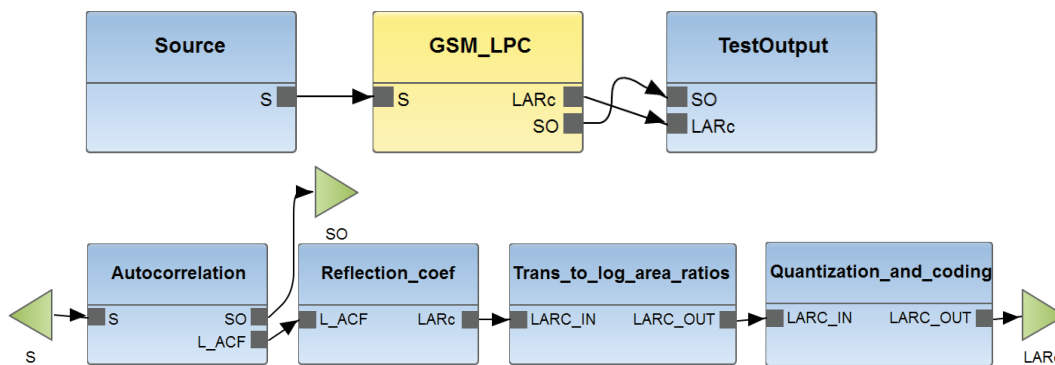 Source
GSM_LPC
TestOutput
S
S
LARc
SO
SO
LARc
SO
Autocorrelation
Reflection_coef
Trans_to_log_area_ratios
Quantization_and_coding
S
S
SO
L_ACF
L_ACF
LARc
LARC_IN
LARC_OUT
LARC_IN
LARC_OUT
LARc